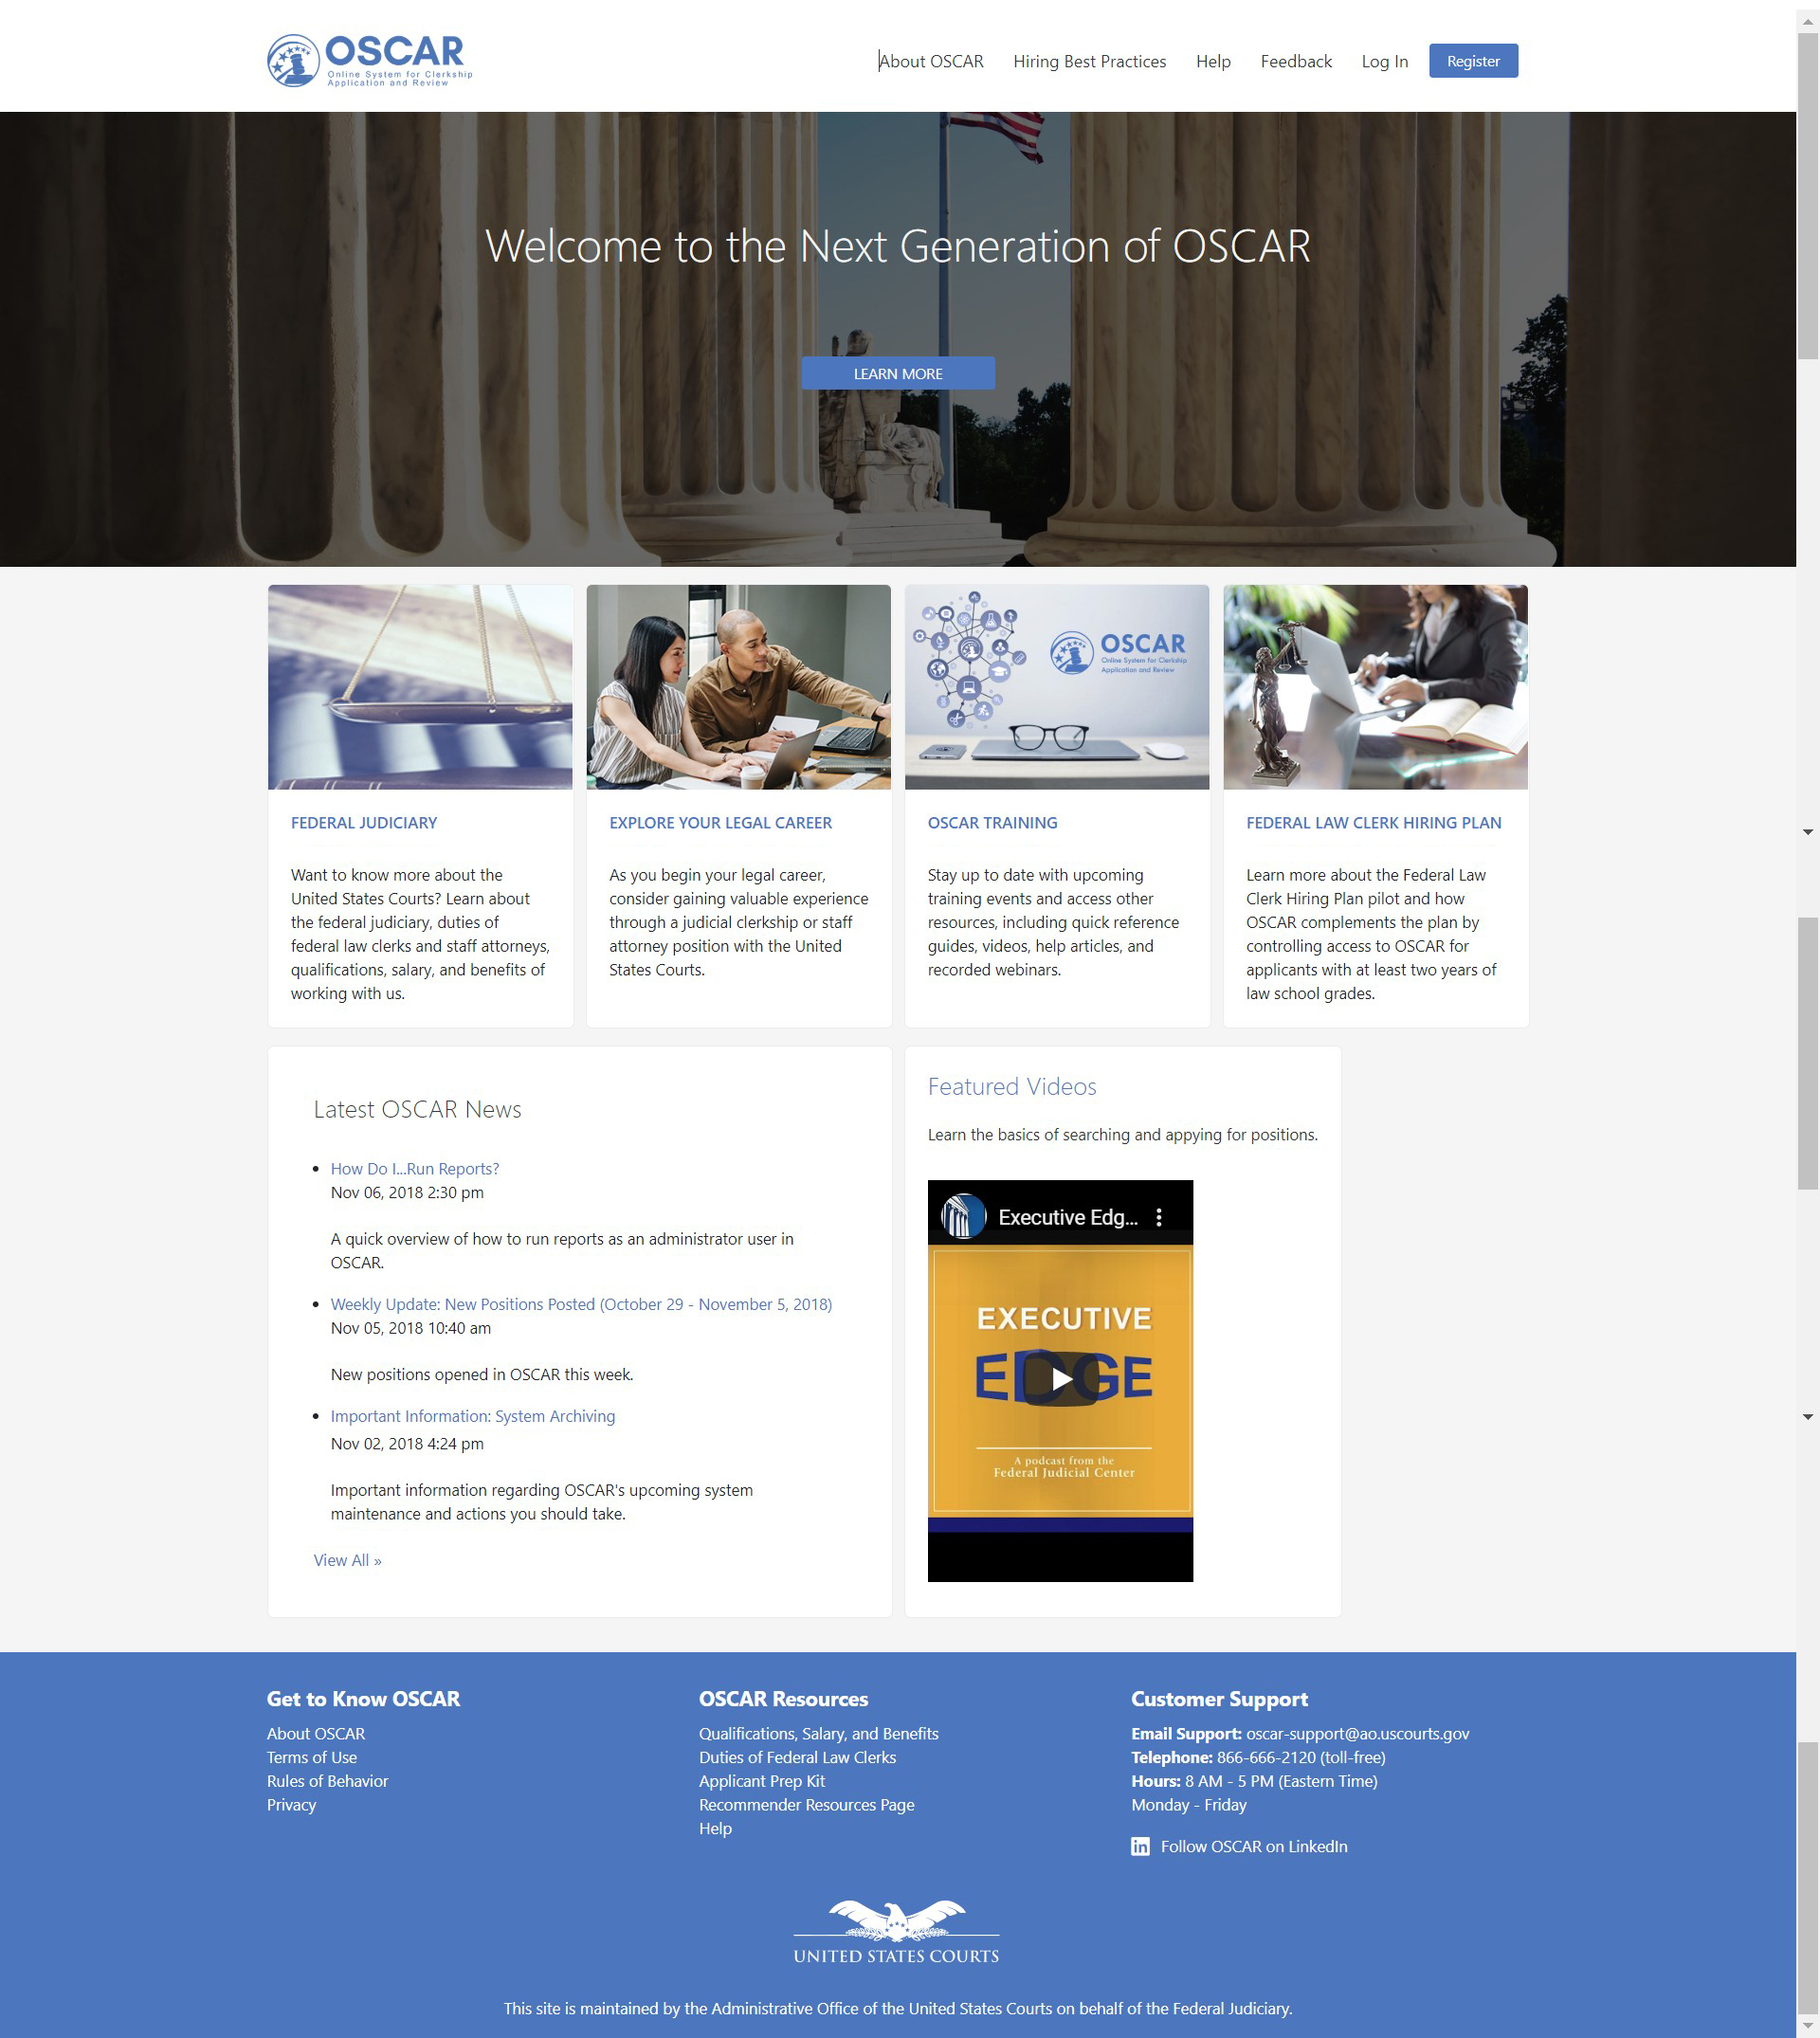 OSCAR
Online System for Clerkship
Application and Review
About OSCAR
Hiring Best Practices
Help
Feedback
Log In
Register
Welcome to the Next Generation of OSCAR
LEARN MORE
OSCAR
Online System for Clerkship
Application and Review
FEDERAL JUDICIARY
Want to know more about the
United States Courts? Learn about
the federal judiciary, duties of
federal law clerks and staff attorneys,
qualifications, salary, and benefits of
working with us.
EXPLORE YOUR LEGAL CAREER
As you begin your legal career,
consider gaining valuable experience
through a judicial clerkship or staff
attorney position with the United
States Courts.
OSCAR TRAINING
Stay up to date with upcoming
training events and access other
resources, including quick reference
guides, videos, help articles, and
recorded webinars.
FEDERAL LAW CLERK HIRING PLAN
Learn more about the Federal Law
Clerk Hiring Plan pilot and how
OSCAR complements the plan by
controlling access to OSCAR for
applicants with at least two years of
law school grades.
Latest OSCAR News
• How Do I...Run Reports?
Nov 06, 2018 2:30 pm
A quick overview of how to run reports as an administrator user in
OSCAR.
• Weekly Update: New Positions Posted (October 29 - November 5, 2018)
Nov 05, 2018 10:40 am
New positions opened in OSCAR this week.
• Important Information: System Archiving
Nov 02, 2018 4:24 pm
Important information regarding OSCAR's upcoming system
maintenance and actions you should take.
View All »
Featured Videos
Learn the basics of searching and appying for positions.
Executive Edg...
EXECUTIVE
EDGE
A podcast from the
Federal Judicial Center
Get to Know OSCAR
About OSCAR
Terms of Use
Rules of Behavior
Privacy
OSCAR Resources
Qualifications, Salary, and Benefits
Duties of Federal Law Clerks
Applicant Prep Kit
Recommender Resources Page
Help
Customer Support
Email Support: oscar-support@ao.uscourts.gov
Telephone: 866-666-2120 (toll-free)
Hours: 8 AM - 5 PM (Eastern Time)
Monday - Friday
in Follow OSCAR on LinkedIn
UNITED STATES COURTS
This site is maintained by the Administrative Office of the United States Courts on behalf of the Federal Judiciary.